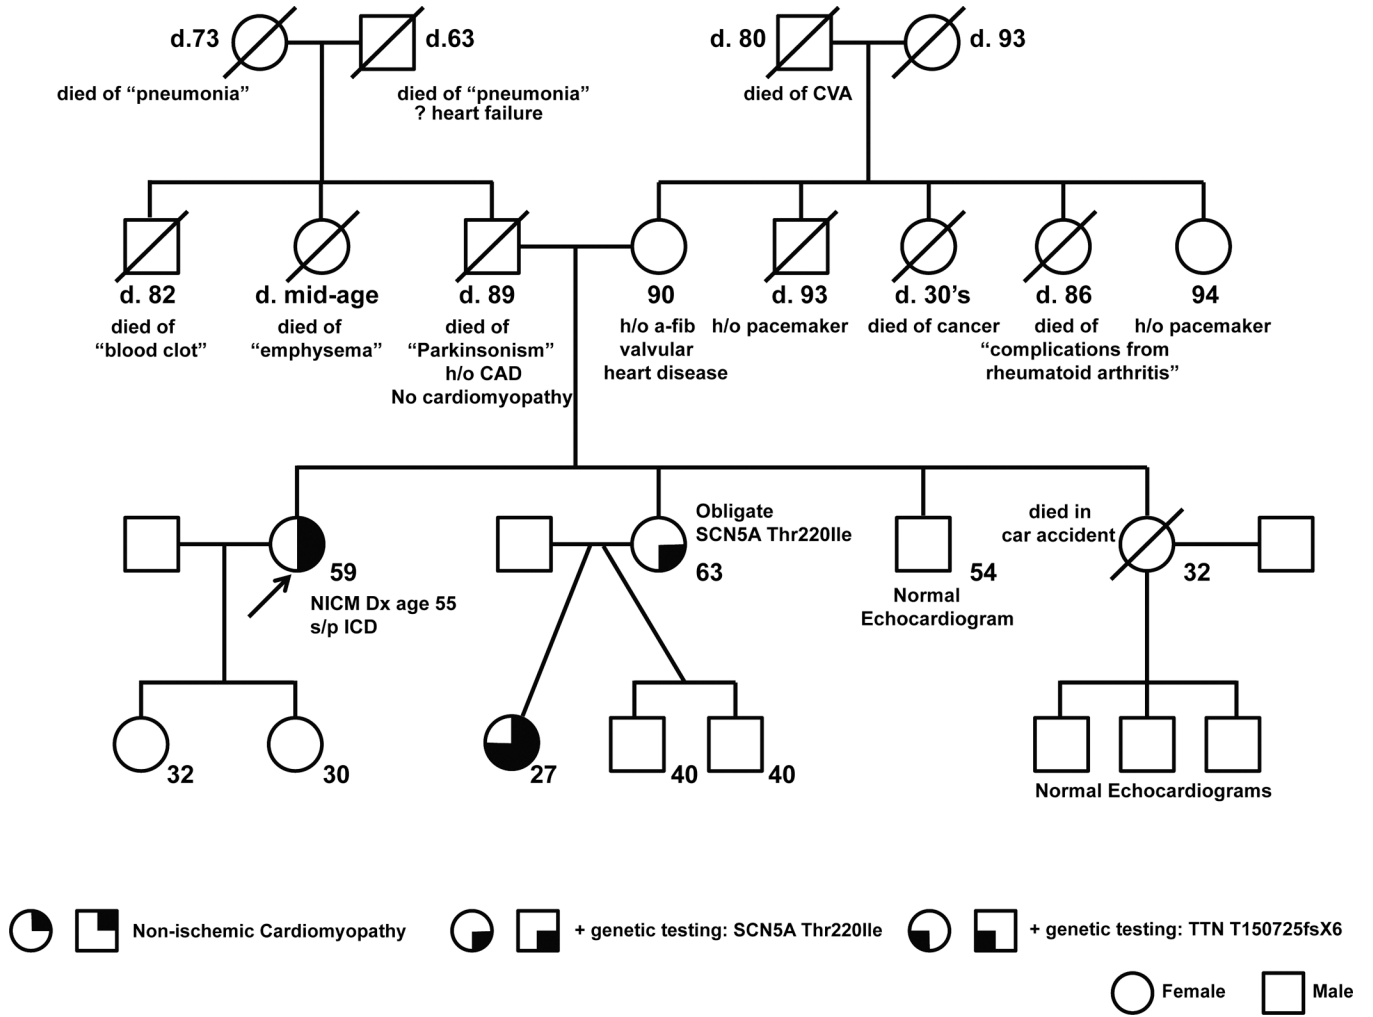 d.73
d.63
d. 80
d. 93
died of “pneumonia”
died of “pneumonia”
? heart failure
died of CVA
d. 82
d. mid-age
d. 89
90
d. 93
d. 30’s
d. 86
94
died of
“blood clot”
died of
“emphysema”
died of
“Parkinsonism”
h/o CAD
No cardiomyopathy
h/o a-fib
valvular
heart disease
h/o pacemaker
died of cancer
died of
“complications from
rheumatoid arthritis”
h/o pacemaker
59
NICM Dx age 55
s/p ICD
Obligate
SCN5A Thr220Ile
63
54
Normal
Echocardiogram
died in
car accident
32
32
30
27
40
40
Normal Echocardiograms
Non-ischemic Cardiomyopathy
+ genetic testing: SCN5A Thr220Ile
+ genetic testing: TTN T150725fsX6
Female
Male